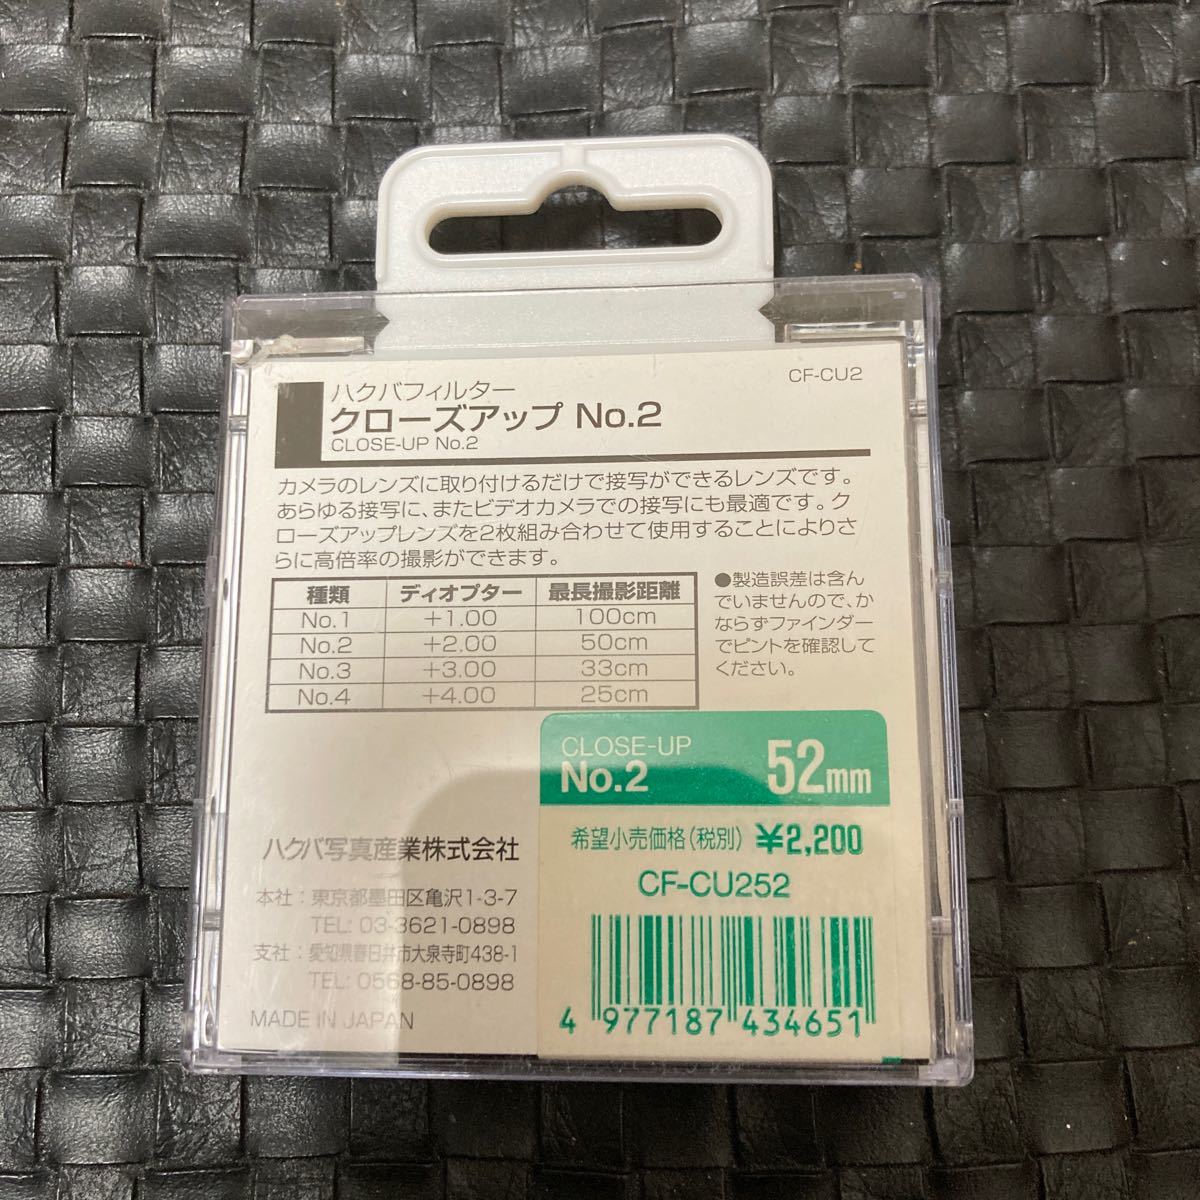 ハクバフィルター
CF-CU2
クローズアップ No.2
CLOSE-UP No.2
カメラのレンズに取り付けるだけで接写ができるレンズです。
あらゆる接写に、またビデオカメラでの接写にも最適です。ク
ローズアップレンズを2枚組み合わせて使用することによりさ
らに高倍率の撮影ができます。
種類 ディオプター 最長撮影距離
No.1 +1.00 100cm
No.2 +2.00 50cm
No.3 +3.00 33cm
No.4 +4.00 25cm
●製造誤差は含ん
でいませんので、か
ならずファインダー
でピントを確認して
ください。
CLOSE-UP
No.2 52mm
希望小売価格(税別) ¥2,200
CF-CU252
4 977187 434651
ハクバ写真産業株式会社
本社:東京都墨田区亀沢1-3-7
TEL: 03-3621-0898
支社:愛知県春日井市大泉寺町438-1
TEL: 0568-85-0898
MADE IN JAPAN